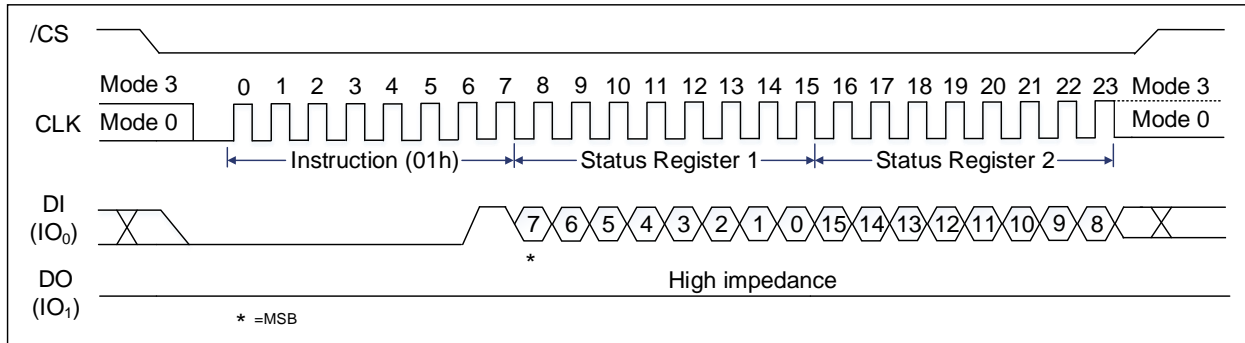 /CS
Mode 3 0 1 2 3 4 5 6 7 8 9 10 11 12 13 14 15 16 17 18 19 20 21 22 23 Mode 3
CLK Mode 0 Mode 0
Instruction (01h) Status Register 1 Status Register 2
DI
(IO₀) 7 6 5 4 3 2 1 0 15 14 13 12 11 10 9 8
*
DO High impedance
(IO₁)
* =MSB